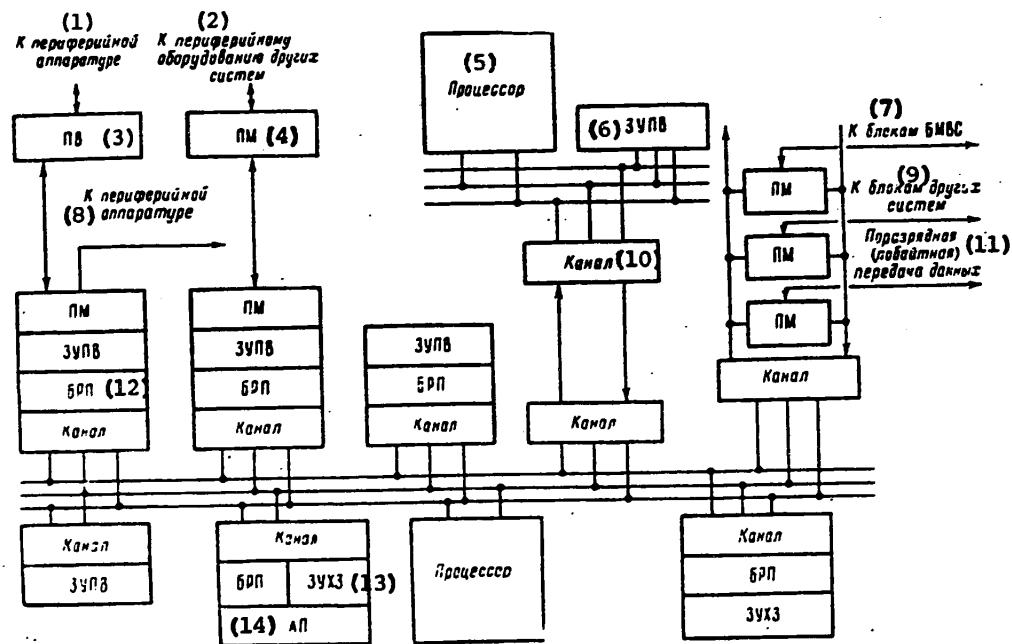 (1)
К периферийной
аппаратуре
(2)
К периферийному
оборудованию других
систем
(5)
Процессор
(6) ЗУПВ
(7)
К блекам БМВС
ПВ (3)
ПМ (4)
ПМ
(9)
К блокам других
систем
К периферийной
(8) аппаратуре
ПМ
Поразрядная
(побайтная) (11)
передача данных
Канал (10)
ПМ
ПМ
ЗУПВ
БРП (12)
Канал
ПМ
ЗУПВ
БРП
Канал
ЗУПВ
БРП
Канал
Канал
Канал
Канал
ЗУПВ
Канал
БРП
ЗУХЗ (13)
(14) АП
Процессор
Канал
БРП
ЗУХЗ